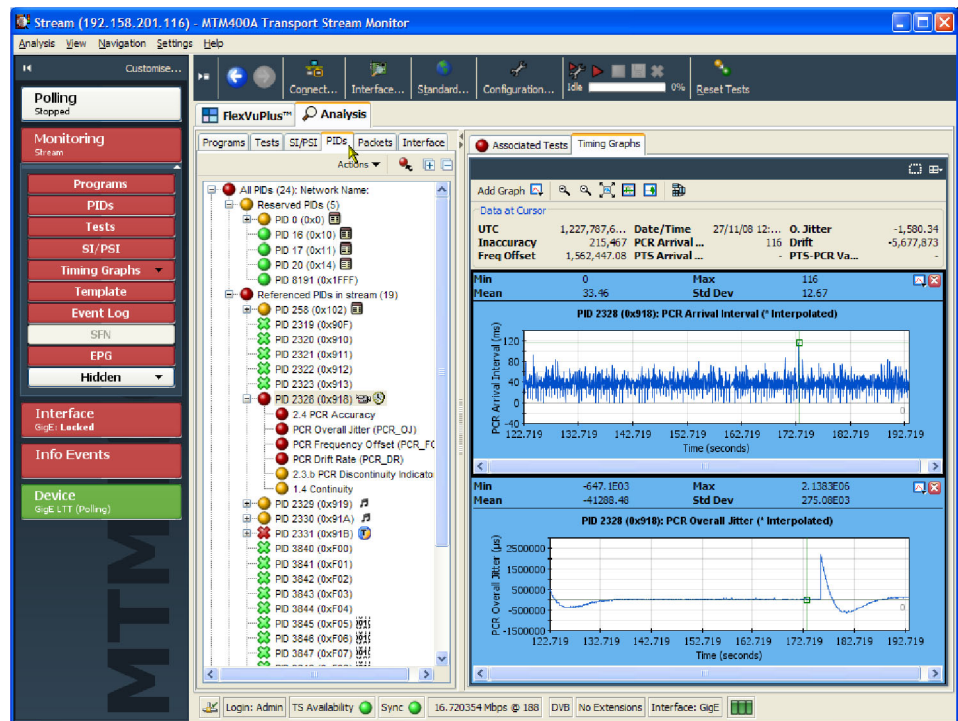 Stream (192.158.201.116) - MTM400A Transport Stream Monitor
Analysis View Navigation Settings Help
Customise...
Polling
Stopped
Monitoring
Stream
Programs
PIDs
Tests
SI/PSI
Timing Graphs
Template
Event Log
SFN
EPG
Hidden
Interface
GigE: Locked
Info Events
Device
GigE LTT (Polling)
MTM
Connect... Interface... Standard... Configuration... Idle 0% Reset Tests
FlexVuPlus™ Analysis
Programs Tests SI/PSI PIDs Packets Interface
Actions
All PIDs (24): Network Name:
Reserved PIDs (5)
PID 0 (0x0)
PID 16 (0x10)
PID 17 (0x11)
PID 20 (0x14)
PID 8191 (0x1FFF)
Referenced PIDs in stream (19)
PID 258 (0x102)
PID 2319 (0x90F)
PID 2320 (0x910)
PID 2321 (0x911)
PID 2322 (0x912)
PID 2323 (0x913)
PID 2328 (0x918)
2.4 PCR Accuracy
PCR Overall Jitter (PCR_OJ)
PCR Frequency Offset (PCR_FO
PCR Drift Rate (PCR_DR)
2.3.b PCR Discontinuity Indicato
1.4 Continuity
PID 2329 (0x919)
PID 2330 (0x91A)
PID 2331 (0x91B)
PID 3840 (0xF00)
PID 3841 (0xF01)
PID 3842 (0xF02)
PID 3843 (0xF03)
PID 3844 (0xF04)
PID 3845 (0xF05)
PID 3846 (0xF06)
PID 3847 (0xF07)
Associated Tests Timing Graphs
Add Graph
Data at Cursor
UTC 1,227,787,6... Date/Time 27/11/08 12:... O. Jitter -1,580.34
Inaccuracy 215,467 PCR Arrival ... 116 Drift -5,677,873
Freq Offset 1,562,447.08 PTS Arrival ... - PTS-PCR Va... -
Min 0 Max 116
Mean 33.46 Std Dev 12.67
PID 2328 (0x918): PCR Arrival Interval (* Interpolated)
PCR Arrival Interval (ms)
120
80
40
0
-40
0
122.719 132.719 142.719 152.719 162.719 172.719 182.719 192.719
Time (seconds)
Min -647.1E03 Max 2.1383E06
Mean -41288.48 Std Dev 275.08E03
PID 2328 (0x918): PCR Overall Jitter (* Interpolated)
PCR Overall Jitter (µs)
2500000
1500000
500000
-500000
-1500000
0
122.719 132.719 142.719 152.719 162.719 172.719 182.719 192.719
Time (seconds)
Login: Admin TS Availability Sync 16.720354 Mbps @ 188 DVB No Extensions Interface: GigE